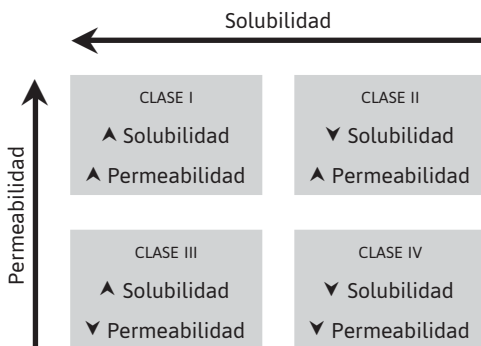 Solubilidad
Permeabilidad
CLASE I
Solubilidad
Permeabilidad
CLASE II
Solubilidad
Permeabilidad
CLASE III
Solubilidad
Permeabilidad
CLASE IV
Solubilidad
Permeabilidad